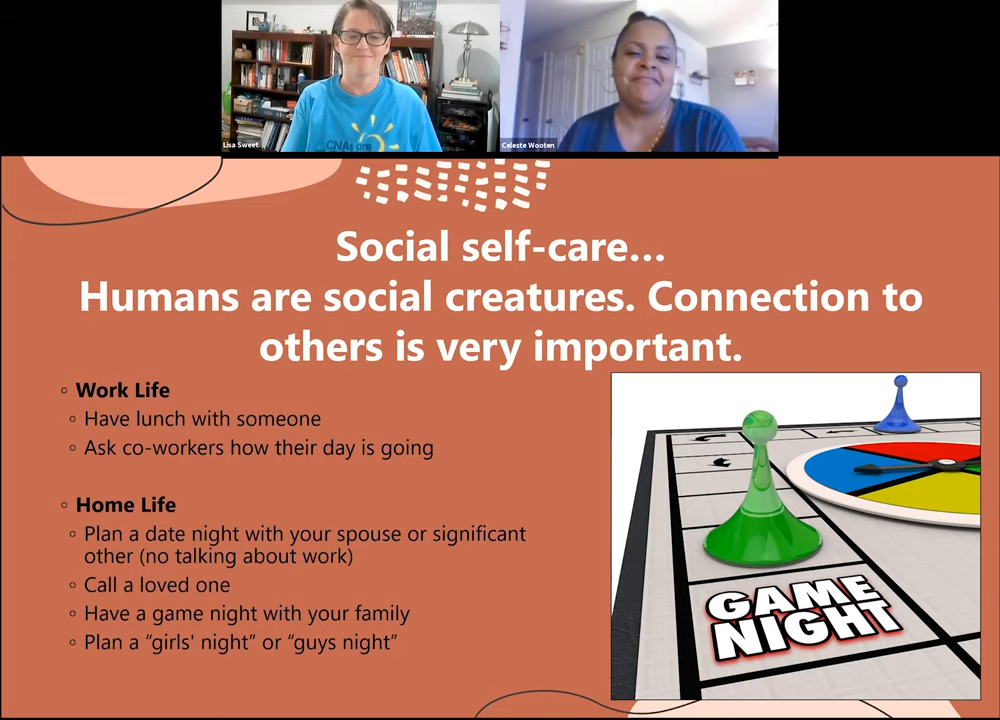 Lisa Sweet
CNAs are
Celeste Wooten
Social self-care...
Humans are social creatures. Connection to
others is very important.
◦ Work Life
◦ Have lunch with someone
◦ Ask co-workers how their day is going
◦ Home Life
◦ Plan a date night with your spouse or significant
other (no talking about work)
◦ Call a loved one
◦ Have a game night with your family
◦ Plan a “girls' night” or “guys night”
GAME
NIGHT